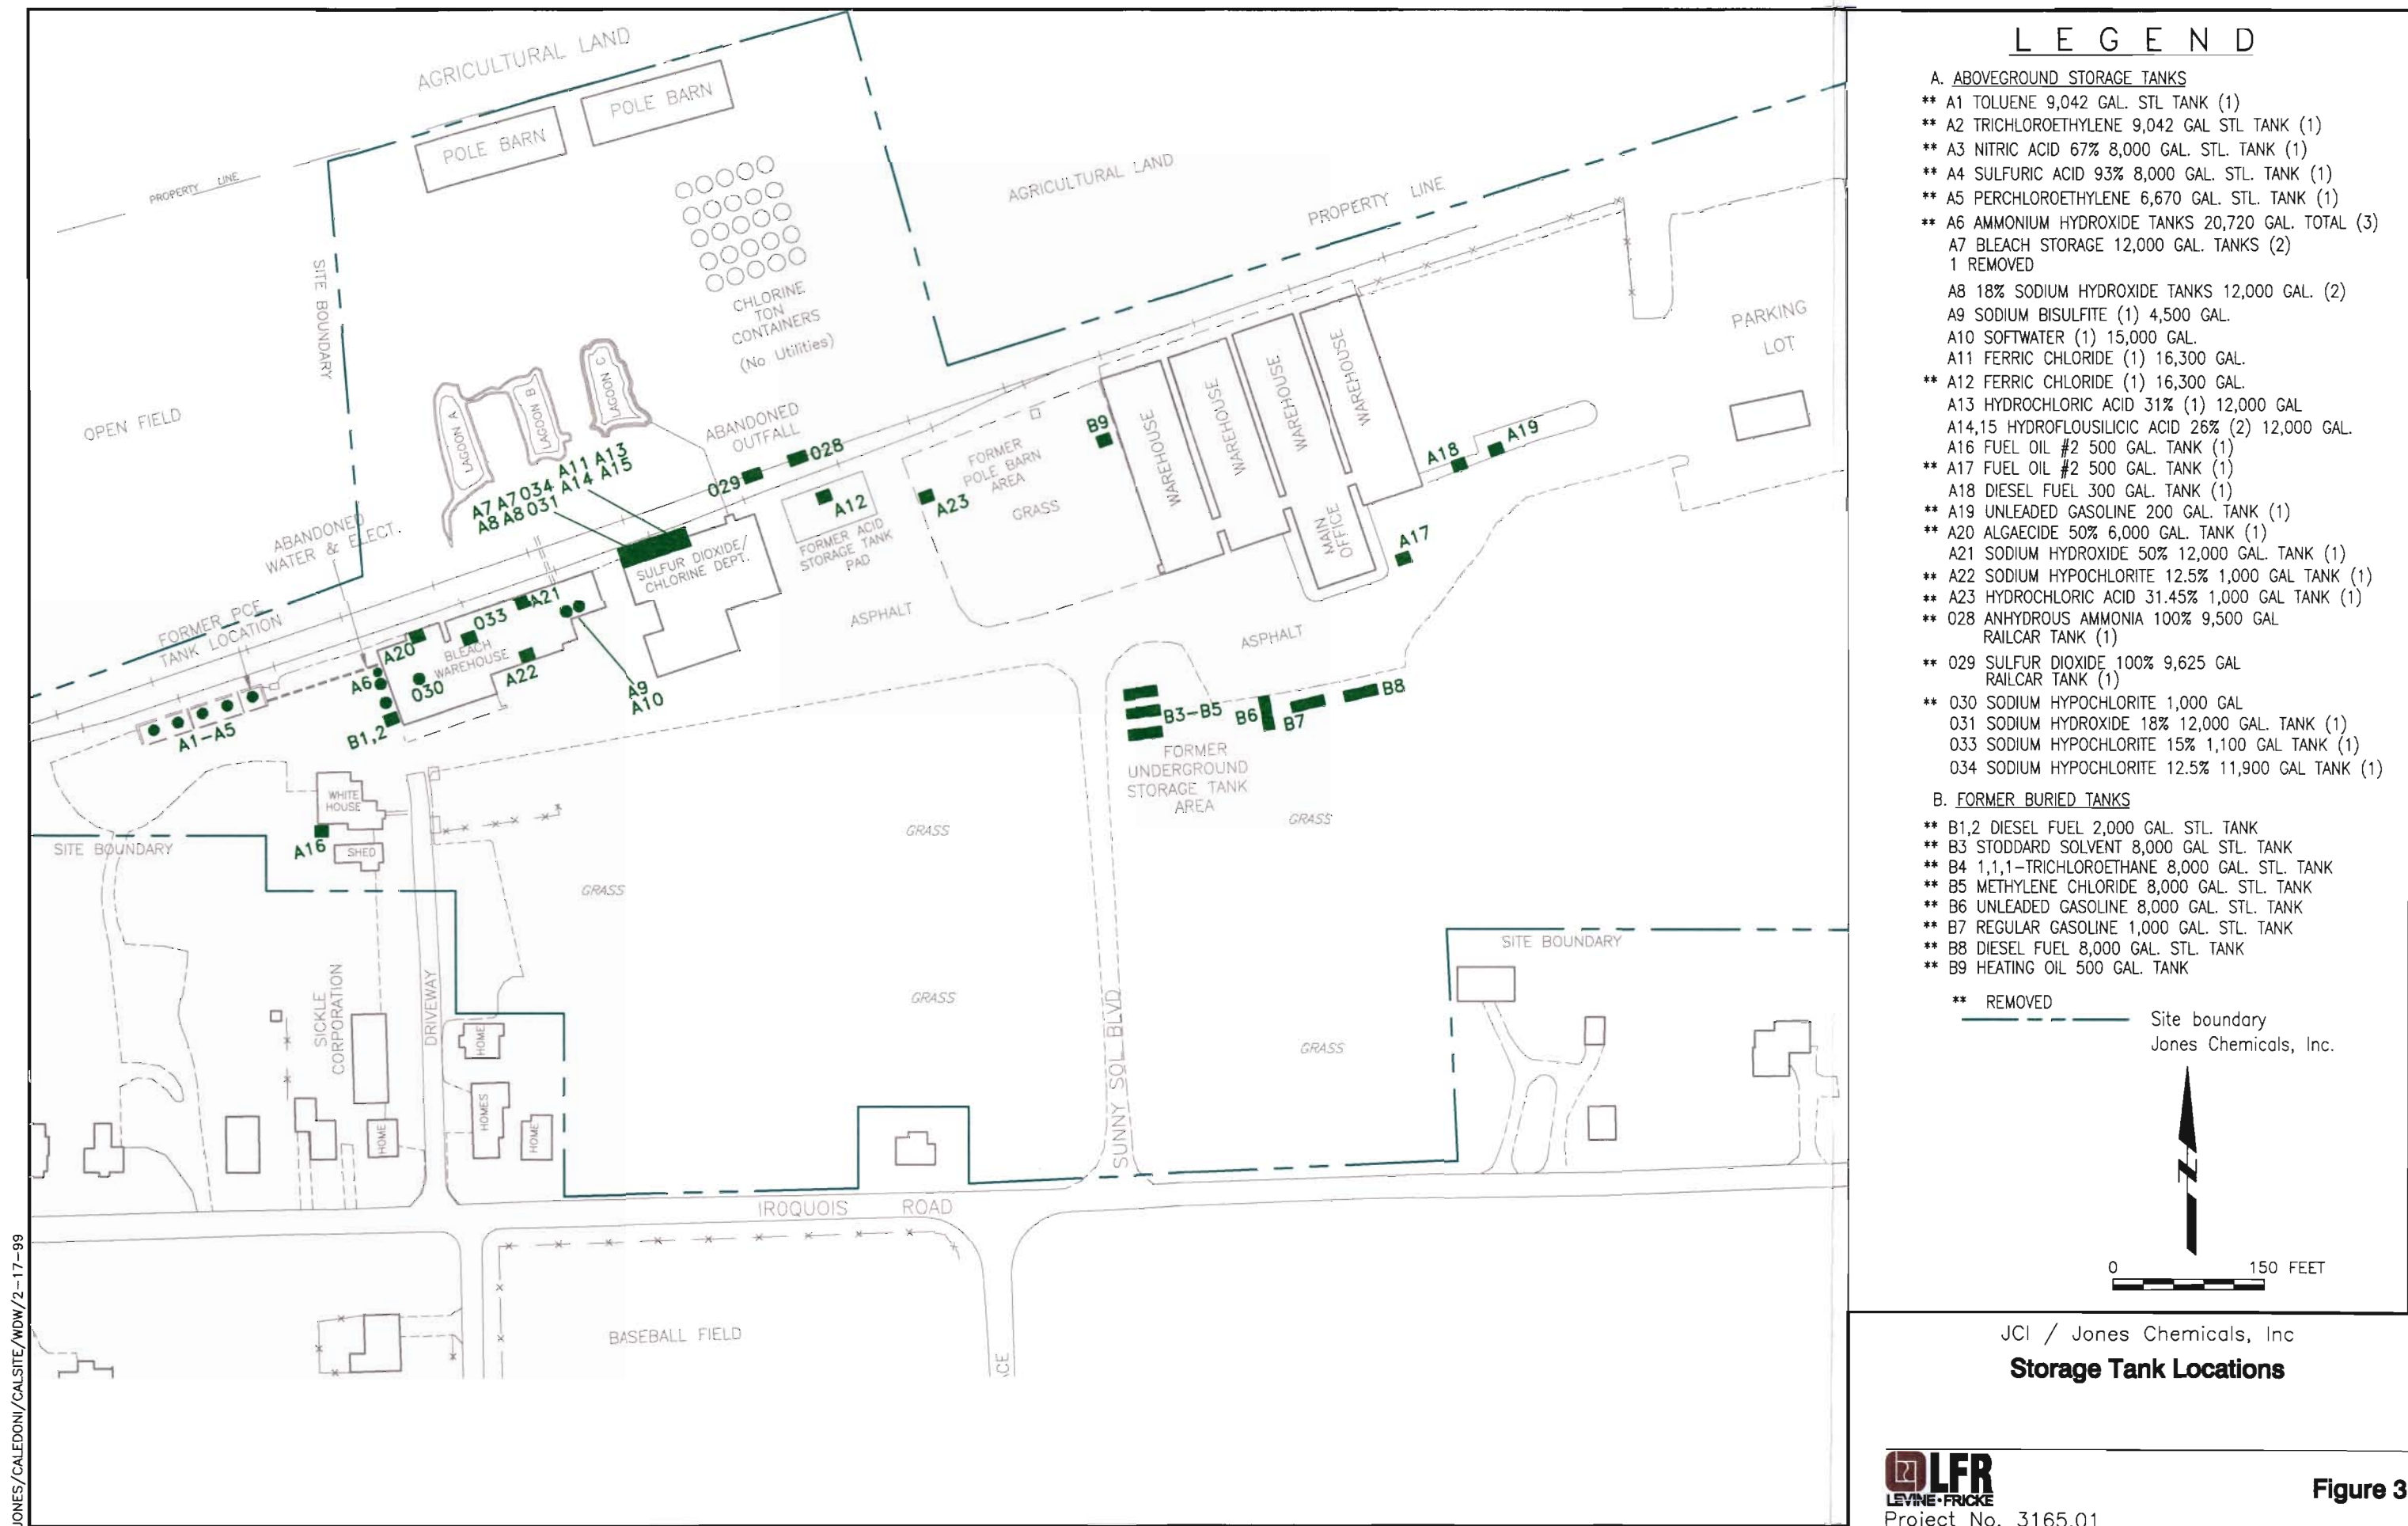 AGRICULTURAL LAND
POLE BARN
POLE BARN
PROPERTY LINE
SITE BOUNDARY
AGRICULTURAL LAND
PROPERTY LINE
CHLORINE
TON
CONTAINERS
(No Utilities)
PARKING
LOT
OPEN FIELD
LAGOON A
LAGOON B
LAGOON C
ABANDONED
OUTFALL
028
029
A11 A13
A7 A7 034 A14 A15
A8 A8 031
A12
FORMER ACID
STORAGE TANK
PAD
A23
FORMER
POLE BARN
AREA
GRASS
B9
WAREHOUSE
WAREHOUSE
WAREHOUSE
WAREHOUSE
MAIN
OFFICE
A18
A19
A17
ABANDONED
WATER & ELECT.
SULFUR DIOXIDE/
CHLORINE DEPT.
ASPHALT
ASPHALT
FORMER PCE
TANK LOCATION
A20
033
A21
BLEACH
WAREHOUSE
A6
030
A22
A9
A10
B1,2
A1-A5
B3-B5
B6
B7
B8
FORMER
UNDERGROUND
STORAGE TANK
AREA
WHITE
HOUSE
A16
SHED
SITE BOUNDARY
GRASS
GRASS
GRASS
GRASS
GRASS
SITE BOUNDARY
SICKLE
CORPORATION
DRIVEWAY
HOME
HOMES
HOME
HOME
SUNNY SOL BLVD
IROQUOIS ROAD
BASEBALL FIELD
ACE
JONES/CALEDONI/CALSITE/WDW/2-17-99
LEGEND
A. ABOVEGROUND STORAGE TANKS
** A1 TOLUENE 9,042 GAL. STL TANK (1)
** A2 TRICHLOROETHYLENE 9,042 GAL STL TANK (1)
** A3 NITRIC ACID 67% 8,000 GAL. STL. TANK (1)
** A4 SULFURIC ACID 93% 8,000 GAL. STL. TANK (1)
** A5 PERCHLOROETHYLENE 6,670 GAL. STL. TANK (1)
** A6 AMMONIUM HYDROXIDE TANKS 20,720 GAL. TOTAL (3)
A7 BLEACH STORAGE 12,000 GAL. TANKS (2)
1 REMOVED
A8 18% SODIUM HYDROXIDE TANKS 12,000 GAL. (2)
A9 SODIUM BISULFITE (1) 4,500 GAL.
A10 SOFTWATER (1) 15,000 GAL.
A11 FERRIC CHLORIDE (1) 16,300 GAL.
** A12 FERRIC CHLORIDE (1) 16,300 GAL.
A13 HYDROCHLORIC ACID 31% (1) 12,000 GAL
A14,15 HYDROFLOUSILICIC ACID 26% (2) 12,000 GAL.
A16 FUEL OIL #2 500 GAL. TANK (1)
** A17 FUEL OIL #2 500 GAL. TANK (1)
A18 DIESEL FUEL 300 GAL. TANK (1)
** A19 UNLEADED GASOLINE 200 GAL. TANK (1)
** A20 ALGAECIDE 50% 6,000 GAL. TANK (1)
A21 SODIUM HYDROXIDE 50% 12,000 GAL. TANK (1)
** A22 SODIUM HYPOCHLORITE 12.5% 1,000 GAL TANK (1)
** A23 HYDROCHLORIC ACID 31.45% 1,000 GAL TANK (1)
** 028 ANHYDROUS AMMONIA 100% 9,500 GAL
RAILCAR TANK (1)
** 029 SULFUR DIOXIDE 100% 9,625 GAL
RAILCAR TANK (1)
** 030 SODIUM HYPOCHLORITE 1,000 GAL
031 SODIUM HYDROXIDE 18% 12,000 GAL. TANK (1)
033 SODIUM HYPOCHLORITE 15% 1,100 GAL TANK (1)
034 SODIUM HYPOCHLORITE 12.5% 11,900 GAL TANK (1)
B. FORMER BURIED TANKS
** B1,2 DIESEL FUEL 2,000 GAL. STL. TANK
** B3 STODDARD SOLVENT 8,000 GAL STL. TANK
** B4 1,1,1-TRICHLOROETHANE 8,000 GAL. STL. TANK
** B5 METHYLENE CHLORIDE 8,000 GAL. STL. TANK
** B6 UNLEADED GASOLINE 8,000 GAL. STL. TANK
** B7 REGULAR GASOLINE 1,000 GAL. STL. TANK
** B8 DIESEL FUEL 8,000 GAL. STL. TANK
** B9 HEATING OIL 500 GAL. TANK
** REMOVED
Site boundary
Jones Chemicals, Inc.
N
0 150 FEET
JCI / Jones Chemicals, Inc
Storage Tank Locations
LFR
LEVINE•FRICKE
Figure 3
Project No. 3165.01